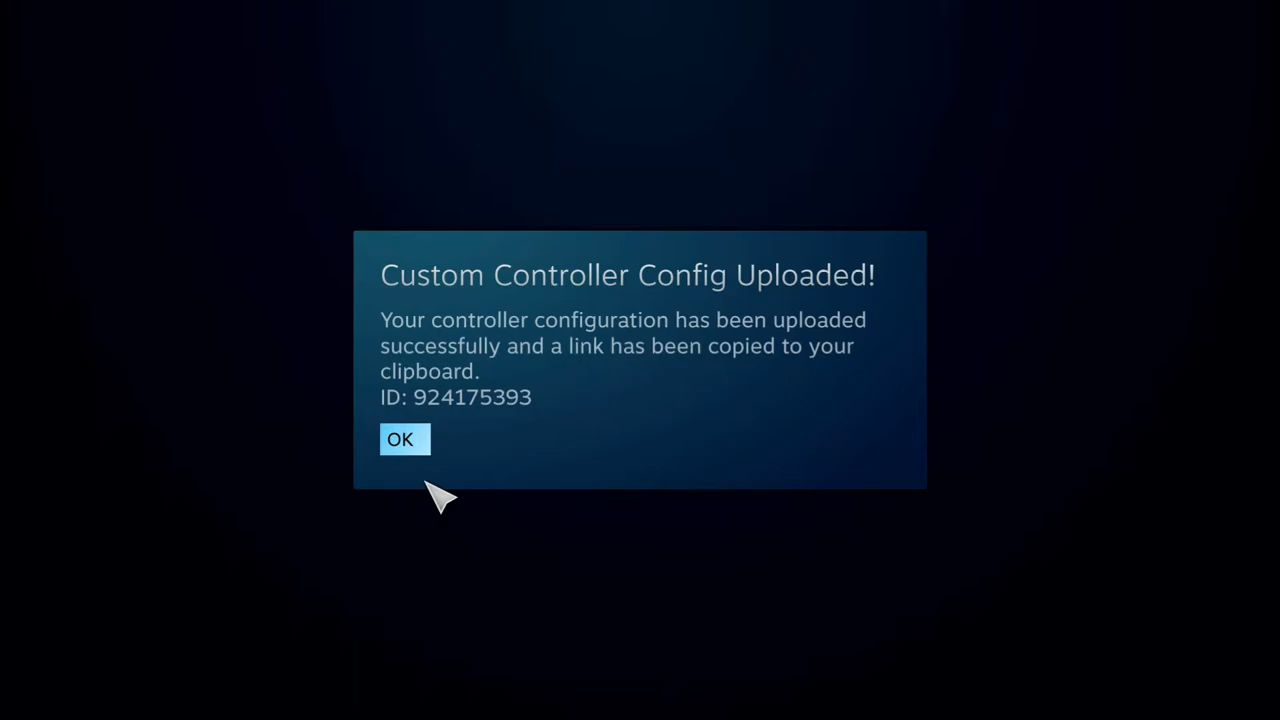 Custom Controller Config Uploaded!
Your controller configuration has been uploaded
successfully and a link has been copied to your
clipboard.
ID: 924175393
OK